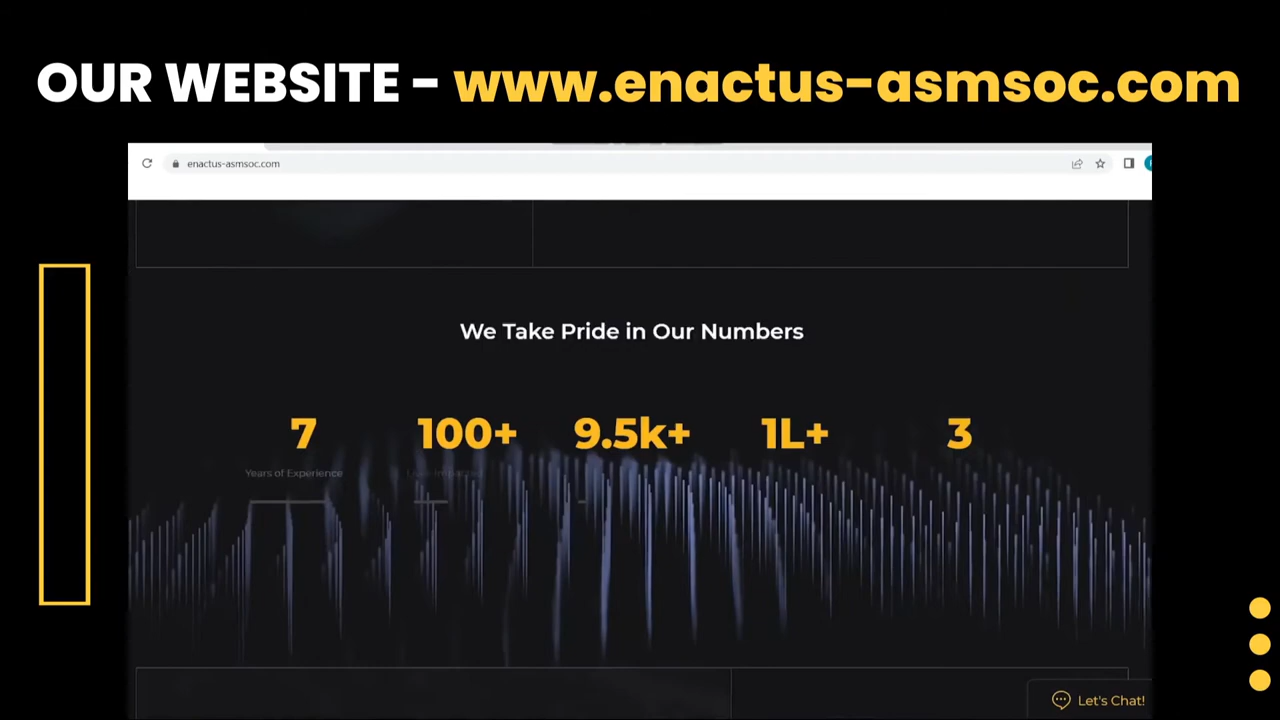 OUR WEBSITE - www.enactus-asmsoc.com
enactus-asmsoc.com
We Take Pride in Our Numbers
7 100+ 9.5k+ 1L+ 3
Years of Experience
Let's Chat!